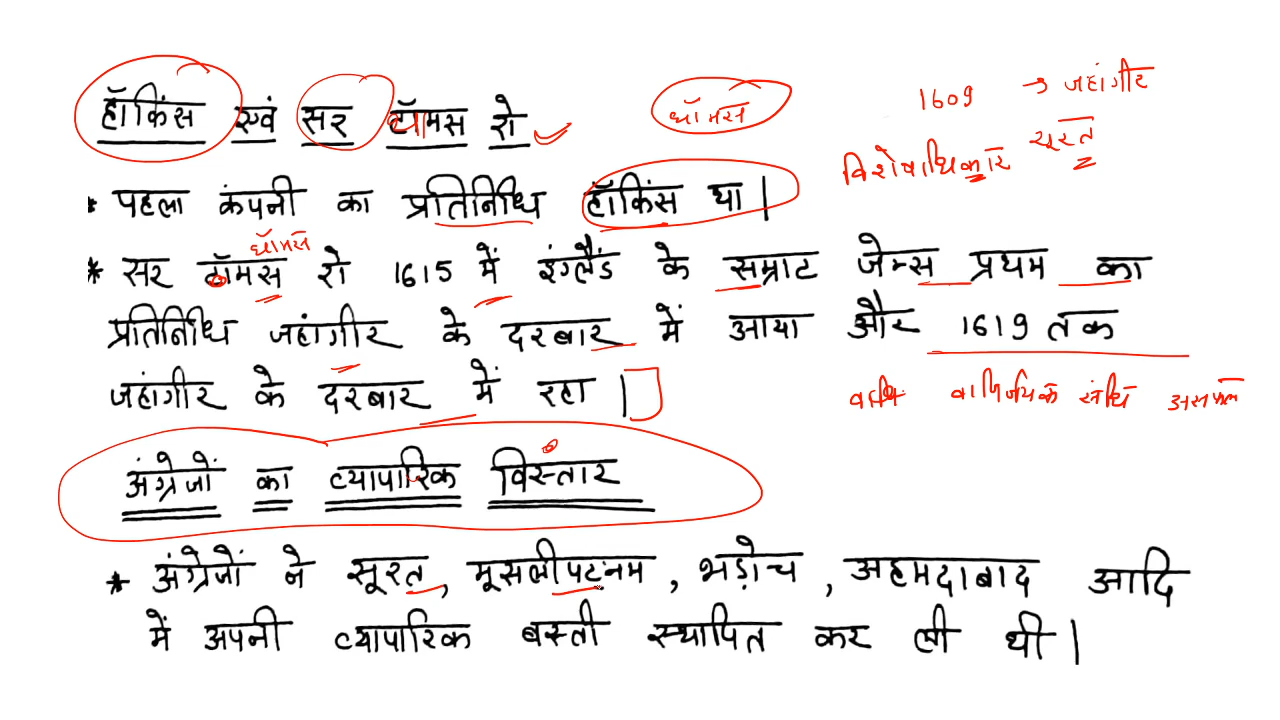 हॉकिंस एवं सर टॉमस रो
थॉमस
1609 → जहांगीर
सूरत
विशेषाधिकार
* पहला कंपनी का प्रतिनिधि हॉकिंस था|
थॉमस
* सर टॉमस रो 1615 में इंग्लैंड के सम्राट जेम्स प्रथम का
प्रतिनिधि जहांगीर के दरबार में आया और 1619 तक
जहांगीर के दरबार में रहा|
वाणिज्यिक संधि असफल
अंग्रेजों का व्यापारिक विस्तार
* अंग्रेजों ने सूरत, मूसलीपटनम, भड़ोच, अहमदाबाद आदि
में अपनी व्यापारिक बस्ती स्थापित कर ली थी|